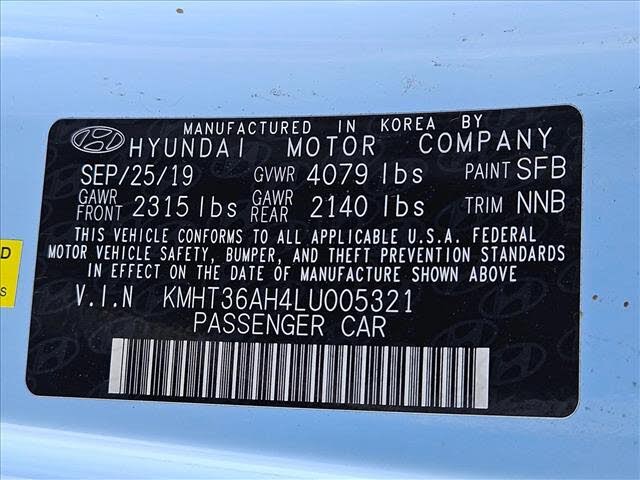 MANUFACTURED IN KOREA BY
HYUNDAI MOTOR COMPANY
SEP/25/19 GVWR 4079 lbs PAINT SFB
GAWR FRONT 2315 lbs GAWR REAR 2140 lbs TRIM NNB
THIS VEHICLE CONFORMS TO ALL APPLICABLE U.S.A. FEDERAL
MOTOR VEHICLE SAFETY, BUMPER, AND THEFT PREVENTION STANDARDS
IN EFFECT ON THE DATE OF MANUFACTURE SHOWN ABOVE
V.I.N KMHT36AH4LU005321
PASSENGER CAR